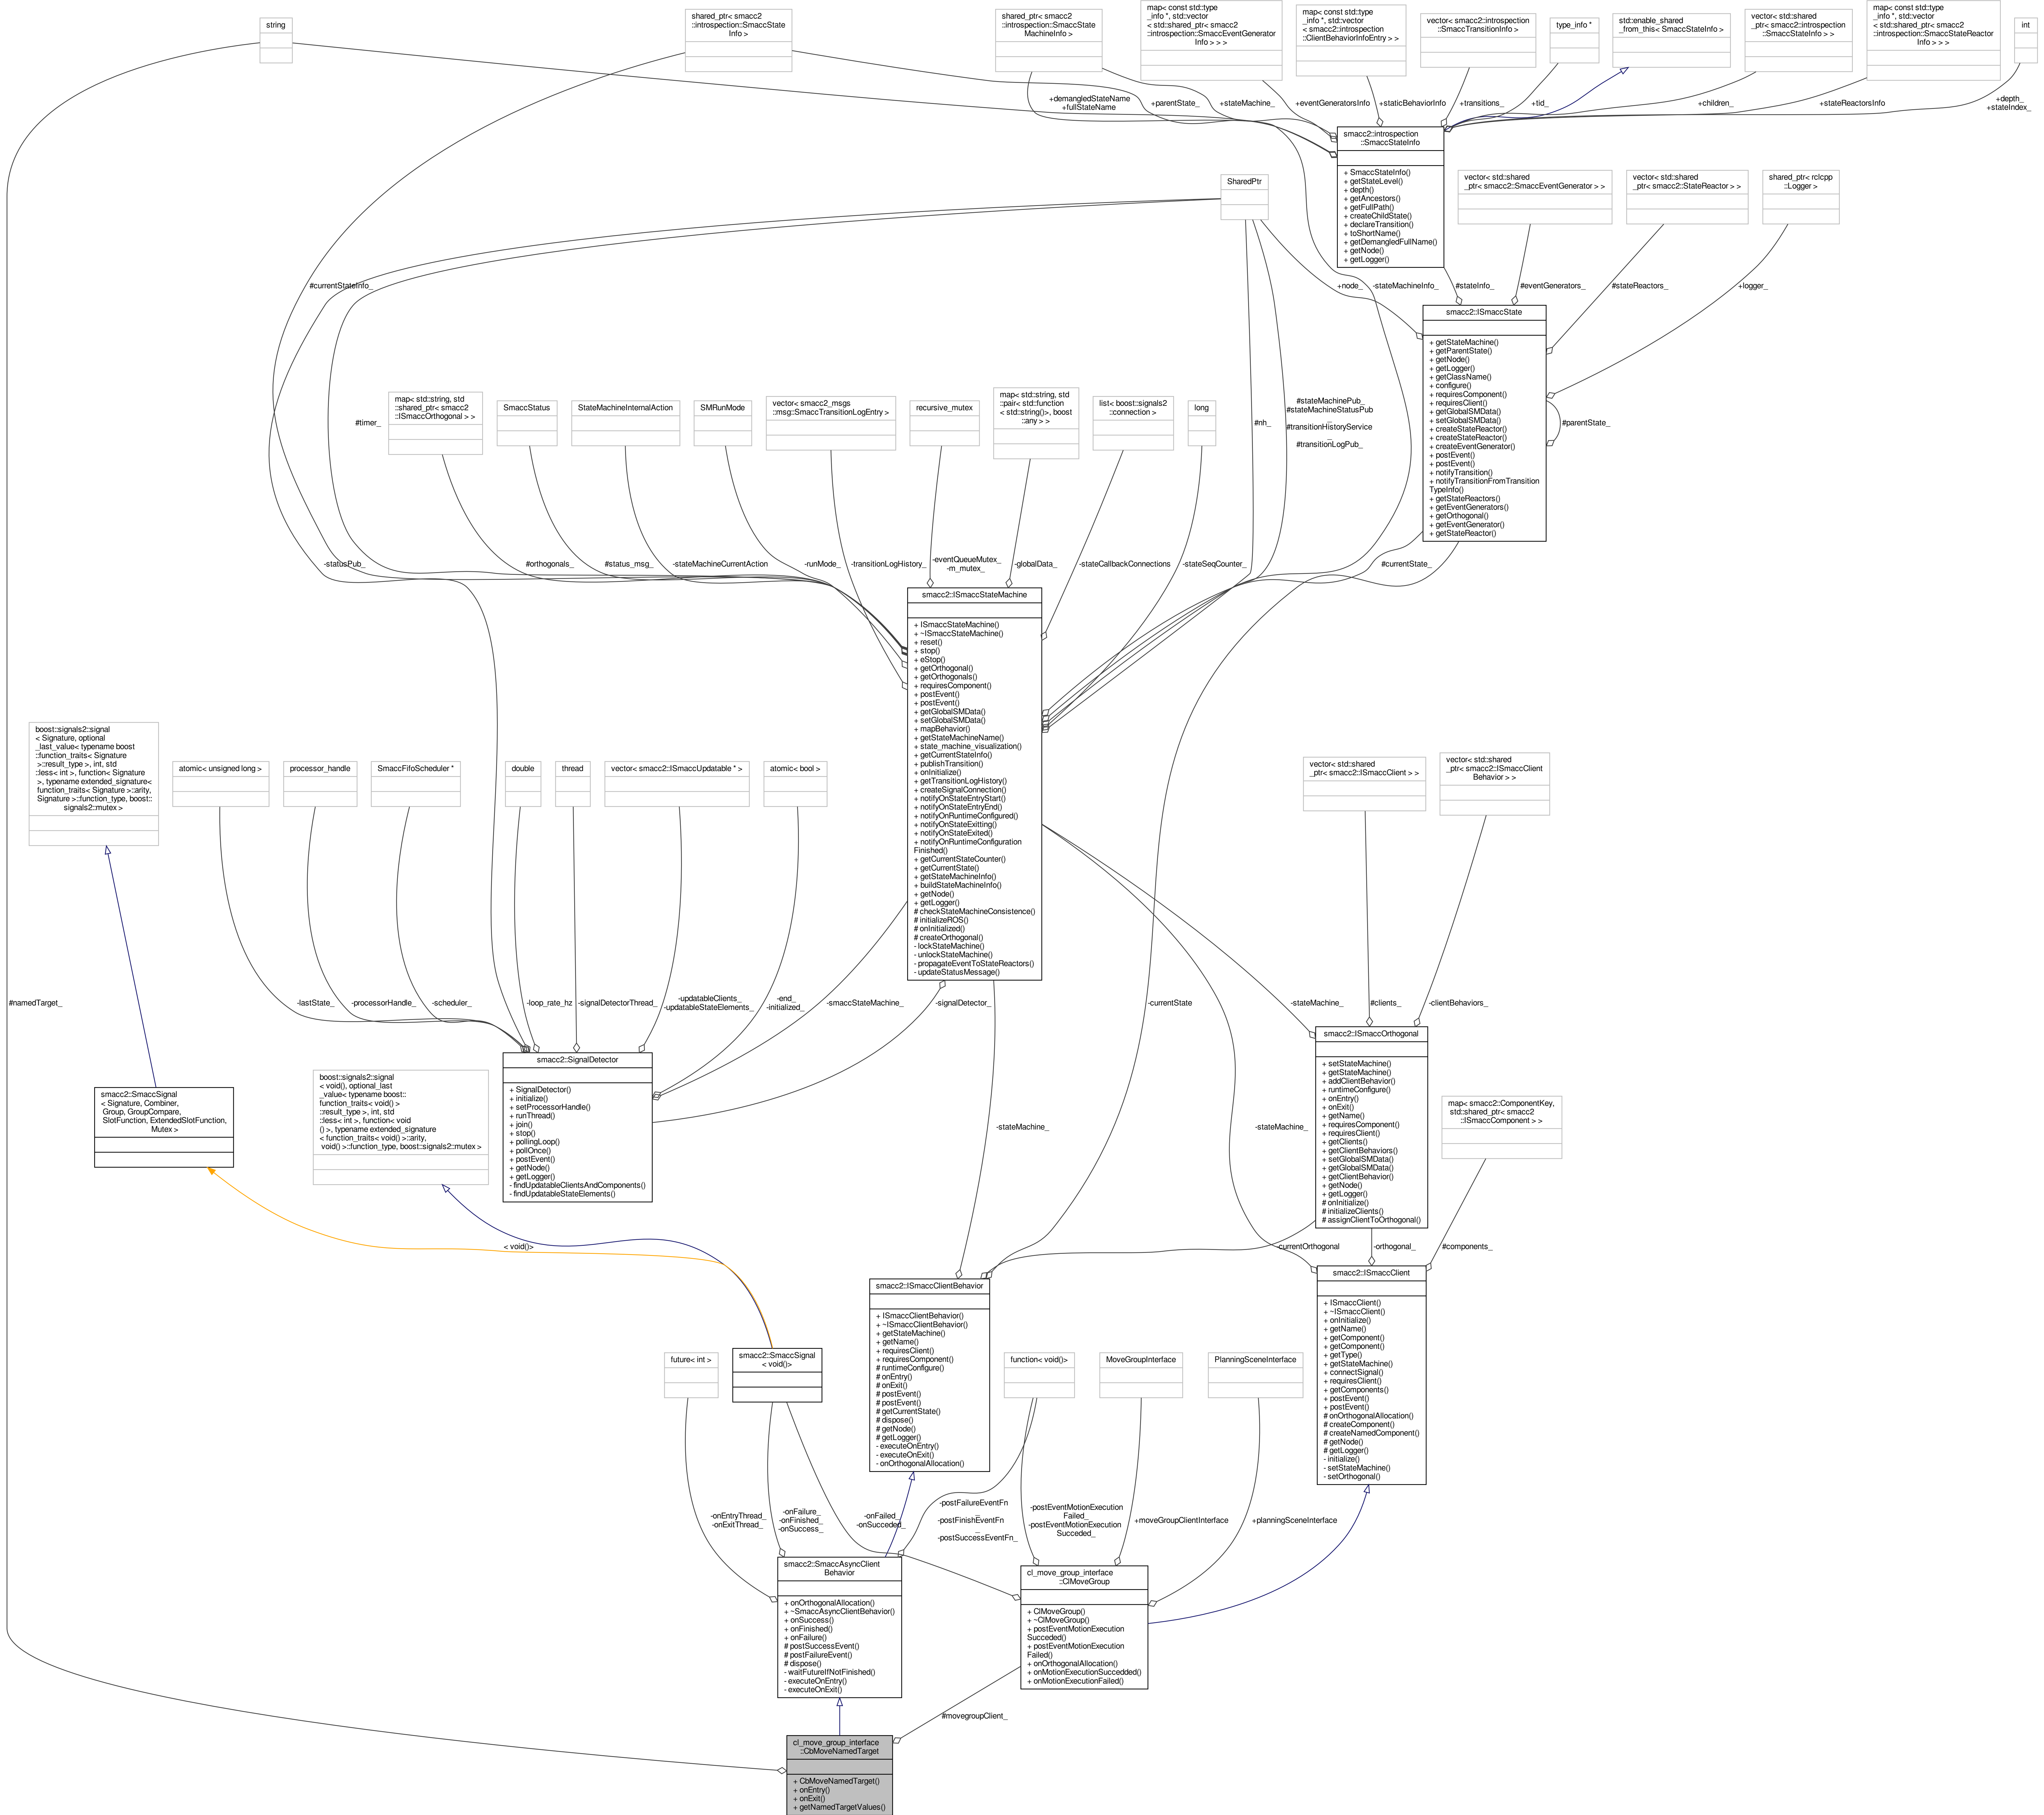 string
shared_ptr< smacc2
::introspection::SmaccState
Info >
shared_ptr< smacc2
::introspection::SmaccState
MachineInfo >
map< const std::type
_info *, std::vector
< std::shared_ptr< smacc2
::introspection::SmaccEventGenerator
Info > > >
map< const std::type
_info *, std::vector
< smacc2::introspection
::ClientBehaviorInfoEntry > >
vector< smacc2::introspection
::SmaccTransitionInfo >
type_info *
std::enable_shared
_from_this< SmaccStateInfo >
vector< std::shared
_ptr< smacc2::introspection
::SmaccStateInfo > >
map< const std::type
_info *, std::vector
< std::shared_ptr< smacc2
::introspection::SmaccStateReactor
Info > > >
int
+demangledStateName
+fullStateName
+parentState_
+stateMachine_
+eventGeneratorsInfo
+staticBehaviorInfo
+transitions_
+tid_
+children_
+stateReactorsInfo
+depth_
+stateIndex_
smacc2::introspection
::SmaccStateInfo
+ SmaccStateInfo()
+ getStateLevel()
+ depth()
+ getAncestors()
+ getFullPath()
+ createChildState()
+ declareTransition()
+ toShortName()
+ getDemangledFullName()
+ getNode()
+ getLogger()
SharedPtr
vector< std::shared
_ptr< smacc2::SmaccEventGenerator > >
vector< std::shared
_ptr< smacc2::StateReactor > >
shared_ptr< rclcpp
::Logger >
#currentStateInfo_
+node_
-stateMachineInfo_
#stateInfo_
#eventGenerators_
#stateReactors_
+logger_
smacc2::ISmaccState
+ getStateMachine()
+ getParentState()
+ getNode()
+ getLogger()
+ getClassName()
+ configure()
+ requiresComponent()
+ requiresClient()
+ getGlobalSMData()
+ setGlobalSMData()
+ createStateReactor()
+ createStateReactor()
+ createEventGenerator()
+ postEvent()
+ postEvent()
+ notifyTransition()
+ notifyTransitionFromTransition
TypeInfo()
+ getStateReactors()
+ getEventGenerators()
+ getOrthogonal()
+ getEventGenerator()
+ getStateReactor()
#parentState_
#timer_
map< std::string, std
::shared_ptr< smacc2
::ISmaccOrthogonal > >
SmaccStatus
StateMachineInternalAction
SMRunMode
vector< smacc2_msgs
::msg::SmaccTransitionLogEntry >
recursive_mutex
map< std::string, std
::pair< std::function
< std::string()>, boost
::any > >
list< boost::signals2
::connection >
long
#nh_
#stateMachinePub_
#stateMachineStatusPub
_
#transitionHistoryService
_
#transitionLogPub_
-statusPub_
#orthogonals_
#status_msg_
-stateMachineCurrentAction
-runMode_
-transitionLogHistory_
-eventQueueMutex_
-m_mutex_
-globalData_
-stateCallbackConnections
-stateSeqCounter_
#currentState_
smacc2::ISmaccStateMachine
+ ISmaccStateMachine()
+ ~ISmaccStateMachine()
+ reset()
+ stop()
+ eStop()
+ getOrthogonal()
+ getOrthogonals()
+ requiresComponent()
+ postEvent()
+ postEvent()
+ getGlobalSMData()
+ setGlobalSMData()
+ mapBehavior()
+ getStateMachineName()
+ state_machine_visualization()
+ getCurrentStateInfo()
+ publishTransition()
+ onInitialize()
+ getTransitionLogHistory()
+ createSignalConnection()
+ notifyOnStateEntryStart()
+ notifyOnStateEntryEnd()
+ notifyOnRuntimeConfigured()
+ notifyOnStateExitting()
+ notifyOnStateExited()
+ notifyOnRuntimeConfiguration
Finished()
+ getCurrentStateCounter()
+ getCurrentState()
+ getStateMachineInfo()
+ buildStateMachineInfo()
+ getNode()
+ getLogger()
# checkStateMachineConsistence()
# initializeROS()
# onInitialized()
# createOrthogonal()
- lockStateMachine()
- unlockStateMachine()
- propagateEventToStateReactors()
- updateStatusMessage()
boost::signals2::signal
< Signature, optional
_last_value< typename boost
::function_traits< Signature
>::result_type >, int, std
::less< int >, function< Signature
>, typename extended_signature<
function_traits< Signature >::arity,
Signature >::function_type, boost::
signals2::mutex >
atomic< unsigned long >
processor_handle
SmaccFifoScheduler *
double
thread
vector< smacc2::ISmaccUpdatable * >
atomic< bool >
vector< std::shared
_ptr< smacc2::ISmaccClient > >
vector< std::shared
_ptr< smacc2::ISmaccClient
Behavior > >
#namedTarget_
-lastState_
-processorHandle_
-scheduler_
-loop_rate_hz
-signalDetectorThread_
-updatableClients_
-updatableStateElements_
-end_
-initialized_
-smaccStateMachine_
-signalDetector_
-currentState
-stateMachine_
#clients_
-clientBehaviors_
smacc2::SignalDetector
+ SignalDetector()
+ initialize()
+ setProcessorHandle()
+ runThread()
+ join()
+ stop()
+ pollingLoop()
+ pollOnce()
+ postEvent()
+ getNode()
+ getLogger()
- findUpdatableClientsAndComponents()
- findUpdatableStateElements()
smacc2::ISmaccOrthogonal
+ setStateMachine()
+ getStateMachine()
+ addClientBehavior()
+ runtimeConfigure()
+ onEntry()
+ onExit()
+ getName()
+ requiresComponent()
+ requiresClient()
+ getClients()
+ getClientBehaviors()
+ setGlobalSMData()
+ getGlobalSMData()
+ getClientBehavior()
+ getNode()
+ getLogger()
# onInitialize()
# initializeClients()
# assignClientToOrthogonal()
smacc2::SmaccSignal
< Signature, Combiner,
Group, GroupCompare,
SlotFunction, ExtendedSlotFunction,
Mutex >
boost::signals2::signal
< void(), optional_last
_value< typename boost::
function_traits< void() >
::result_type >, int, std
::less< int >, function< void
() >, typename extended_signature
< function_traits< void() >::arity,
void() >::function_type, boost::signals2::mutex >
map< smacc2::ComponentKey,
std::shared_ptr< smacc2
::ISmaccComponent > >
-stateMachine_
-stateMachine_
< void()>
-currentOrthogonal
-orthogonal_
#components_
smacc2::ISmaccClientBehavior
+ ISmaccClientBehavior()
+ ~ISmaccClientBehavior()
+ getStateMachine()
+ getName()
+ requiresClient()
+ requiresComponent()
# runtimeConfigure()
# onEntry()
# onExit()
# postEvent()
# postEvent()
# getCurrentState()
# dispose()
# getNode()
# getLogger()
- executeOnEntry()
- executeOnExit()
- onOrthogonalAllocation()
smacc2::ISmaccClient
+ ISmaccClient()
+ ~ISmaccClient()
+ onInitialize()
+ getName()
+ getComponent()
+ getComponent()
+ getType()
+ getStateMachine()
+ connectSignal()
+ requiresClient()
+ getComponents()
+ postEvent()
+ postEvent()
# onOrthogonalAllocation()
# createComponent()
# createNamedComponent()
# getNode()
# getLogger()
- initialize()
- setStateMachine()
- setOrthogonal()
future< int >
smacc2::SmaccSignal
< void()>
function< void()>
MoveGroupInterface
PlanningSceneInterface
-onEntryThread_
-onExitThread_
-onFailure_
-onFinished_
-onSuccess_
-onFailed_
-onSucceded_
-postFailureEventFn
_
-postFinishEventFn
_
-postSuccessEventFn_
-postEventMotionExecution
Failed_
-postEventMotionExecution
Succeded_
+moveGroupClientInterface
+planningSceneInterface
smacc2::SmaccAsyncClient
Behavior
+ onOrthogonalAllocation()
+ ~SmaccAsyncClientBehavior()
+ onSuccess()
+ onFinished()
+ onFailure()
# postSuccessEvent()
# postFailureEvent()
# dispose()
- waitFutureIfNotFinished()
- executeOnEntry()
- executeOnExit()
cl_move_group_interface
::ClMoveGroup
+ ClMoveGroup()
+ ~ClMoveGroup()
+ postEventMotionExecution
Succeded()
+ postEventMotionExecution
Failed()
+ onOrthogonalAllocation()
+ onMotionExecutionSuccedded()
+ onMotionExecutionFailed()
#movegroupClient_
cl_move_group_interface
::CbMoveNamedTarget
+ CbMoveNamedTarget()
+ onEntry()
+ onExit()
+ getNamedTargetValues()